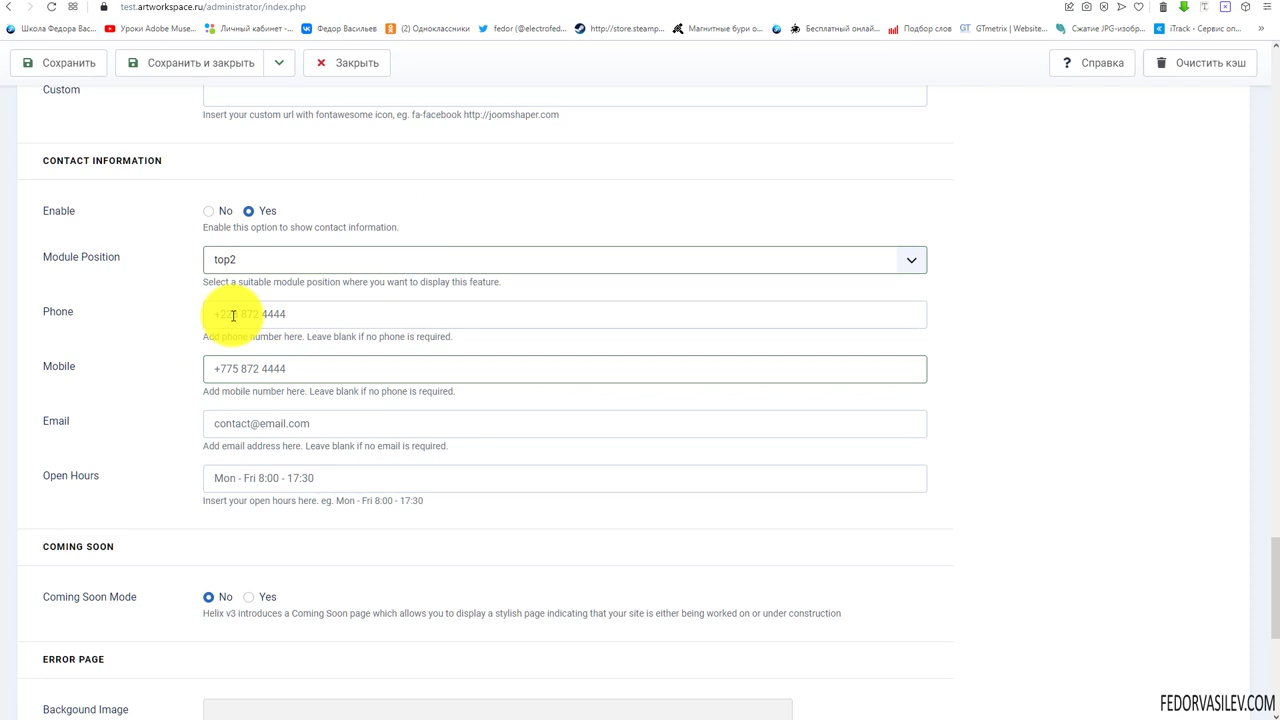 test.artworkspace.ru/administrator/index.php
Школа Федора Вас...
Уроки Adobe Muse...
Личный кабинет -...
Федор Васильев
(2) Одноклассники
fedor (@electrofed...
http://store.steamp...
Магнитные бури о...
Бесплатный онлай...
Подбор слов
GTmetrix | Website...
Сжатие JPG-изобр...
iTrack - Сервис оп...
»
Сохранить
Сохранить и закрыть
Закрыть
? Справка
Очистить кэш
Custom
Insert your custom url with fontawesome icon, eg. fa-facebook http://joomshaper.com
CONTACT INFORMATION
Enable
No
Yes
Enable this option to show contact information.
Module Position
top2
Select a suitable module position where you want to display this feature.
Phone
872 4444
Add phone number here. Leave blank if no phone is required.
Mobile
+775 872 4444
Add mobile number here. Leave blank if no phone is required.
Email
contact@email.com
Add email address here. Leave blank if no email is required.
Open Hours
Mon - Fri 8:00 - 17:30
Insert your open hours here. eg. Mon - Fri 8:00 - 17:30
COMING SOON
Coming Soon Mode
No
Yes
Helix v3 introduces a Coming Soon page which allows you to display a stylish page indicating that your site is either being worked on or under construction
ERROR PAGE
Backgound Image
FEDORVASILEV.COM